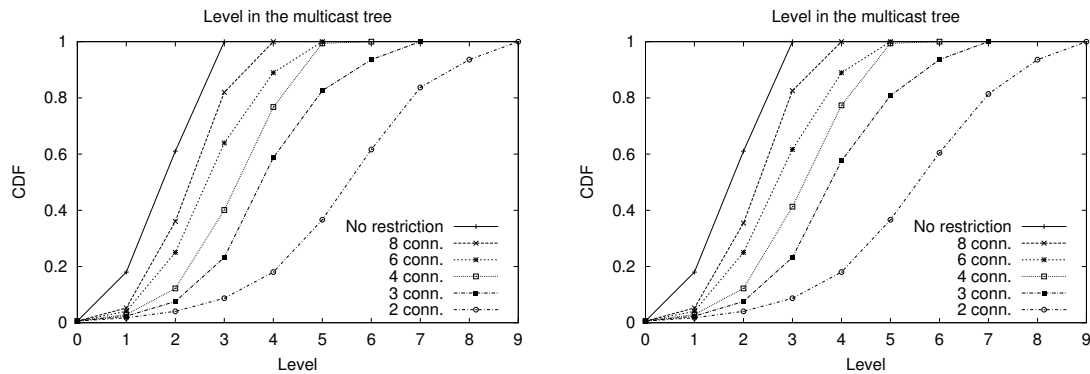 Level in the multicast tree
1
0.8
0.6
0.4
0.2
0
CDF
No restriction
8 conn.
6 conn.
4 conn.
3 conn.
2 conn.
0 1 2 3 4 5 6 7 8 9
Level
Level in the multicast tree
1
0.8
0.6
0.4
0.2
0
CDF
No restriction
8 conn.
6 conn.
4 conn.
3 conn.
2 conn.
0 1 2 3 4 5 6 7 8 9
Level